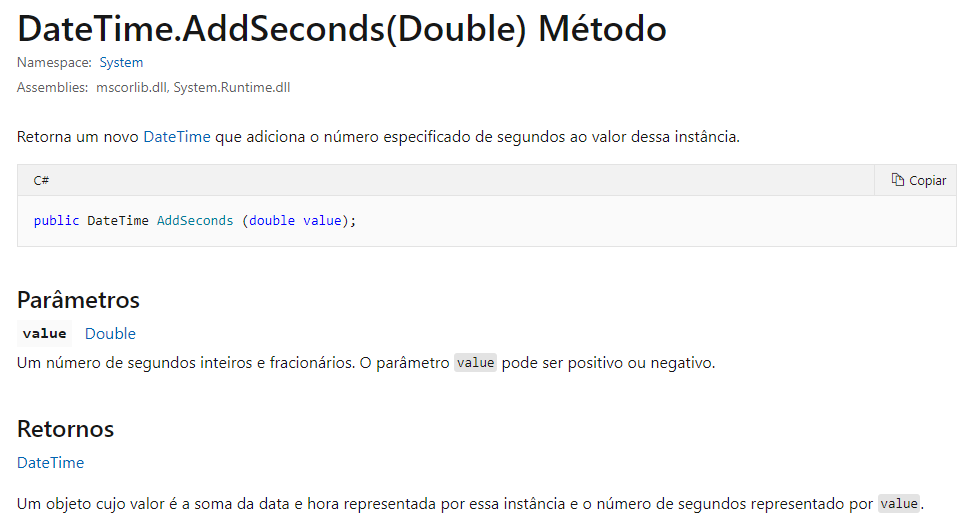 DateTime.AddSeconds(Double) Método
Namespace: System
Assemblies: mscorlib.dll, System.Runtime.dll
Retorna um novo DateTime que adiciona o número especificado de segundos ao valor dessa instância.
C# Copiar
public DateTime AddSeconds (double value);
Parâmetros
value Double
Um número de segundos inteiros e fracionários. O parâmetro value pode ser positivo ou negativo.
Retornos
DateTime
Um objeto cujo valor é a soma da data e hora representada por essa instância e o número de segundos representado por value.